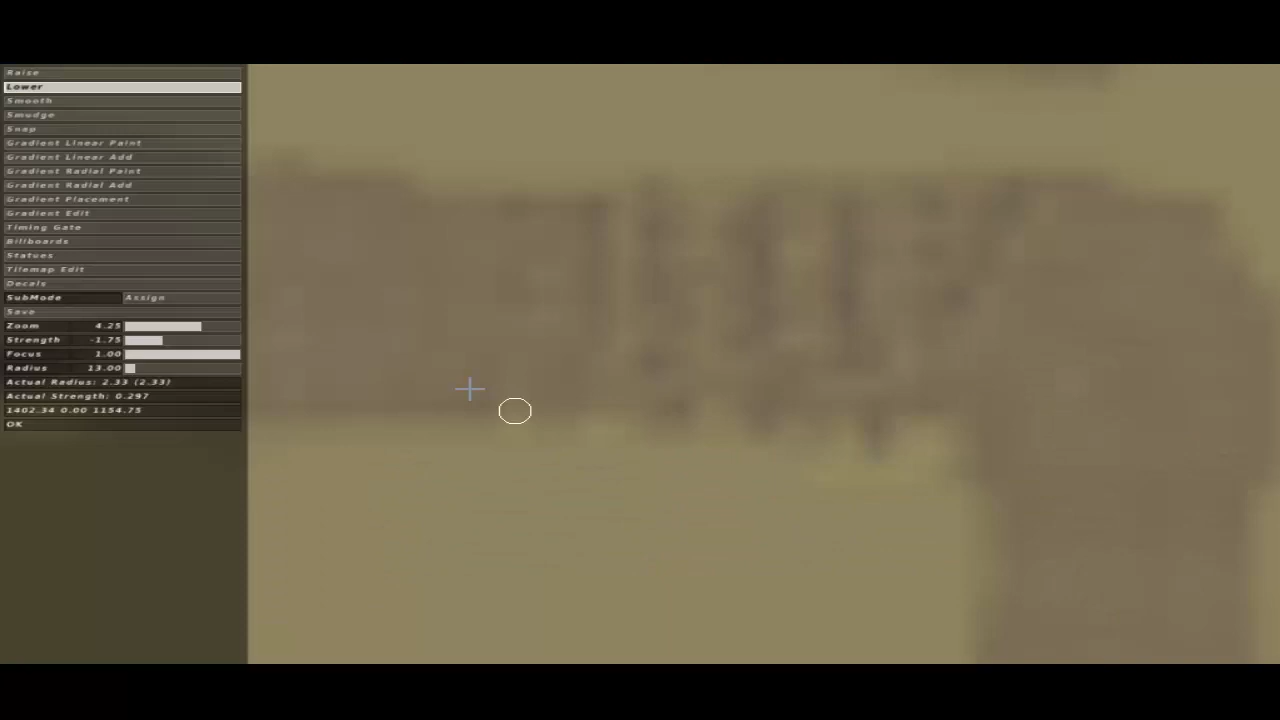 Raise
Lower
Smooth
Smudge
Snap
Gradient Linear Paint
Gradient Linear Add
Gradient Radial Paint
Gradient Radial Add
Gradient Placement
Gradient Edit
Timing Gate
Billboards
Statues
Tilemap Edit
Decals
SubMode Assign
Save
Zoom 4.25
Strength -1.75
Focus 1.00
Radius 13.00
Actual Radius: 2.33 (2.33)
Actual Strength: 0.297
1402.34 0.00 1154.75
OK